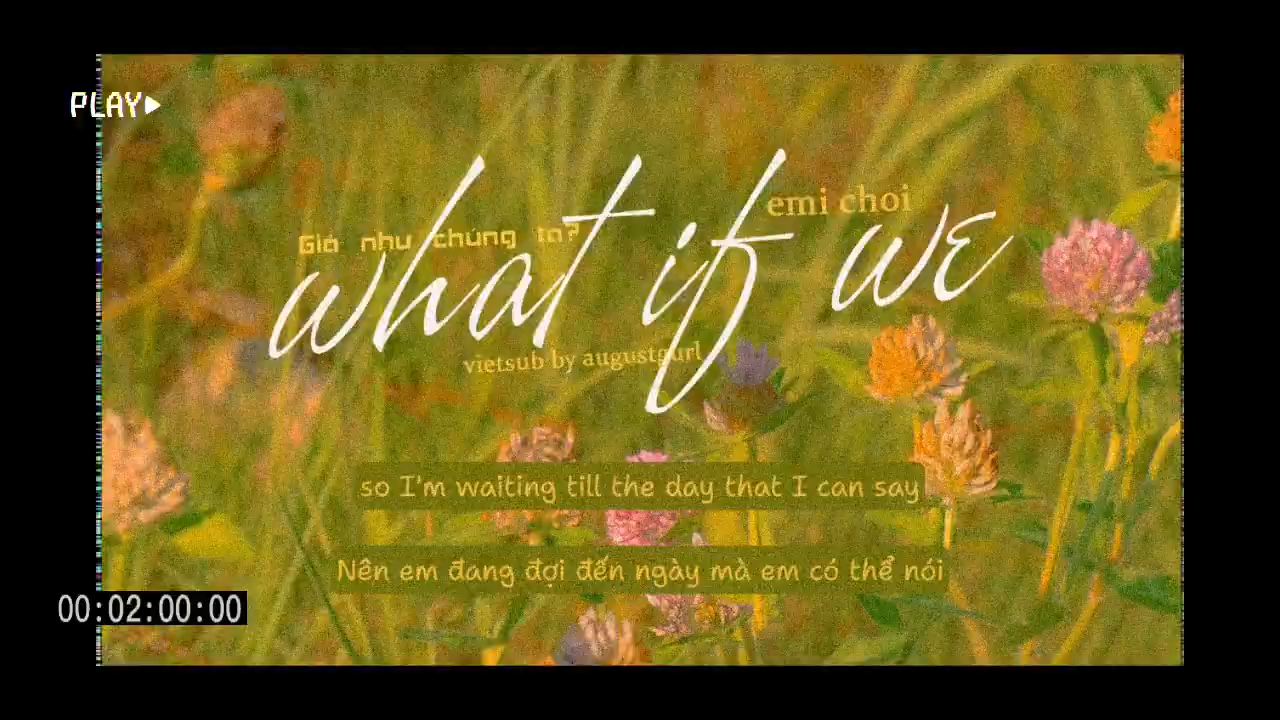 PLAY
emi choi
Giá như chúng ta?
what if we
vietsub by augustgurl
so I'm waiting till the day that I can say
Nên em đang đợi đến ngày mà em có thể nói
00:02:00:00